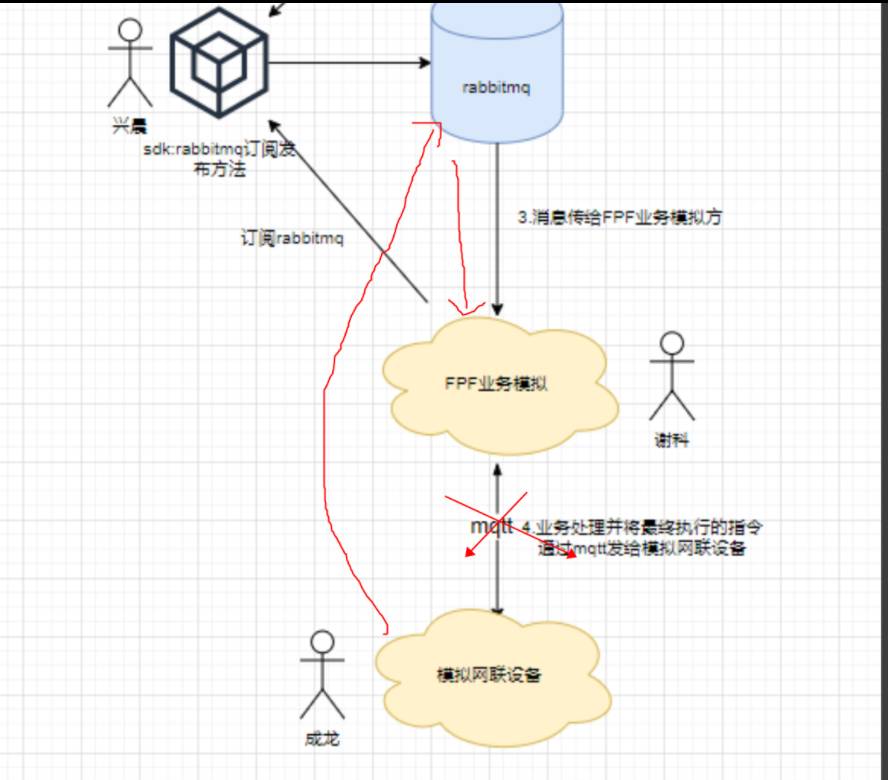 rabbitmq
兴晨
sdk:rabbitmq订阅发
布方法
3.消息传给FPF业务模拟方
订阅rabbitmq
FPF业务模拟
谢科
mqtt
4.业务处理并将最终执行的指令
通过mqtt发给模拟网联设备
模拟网联设备
成龙